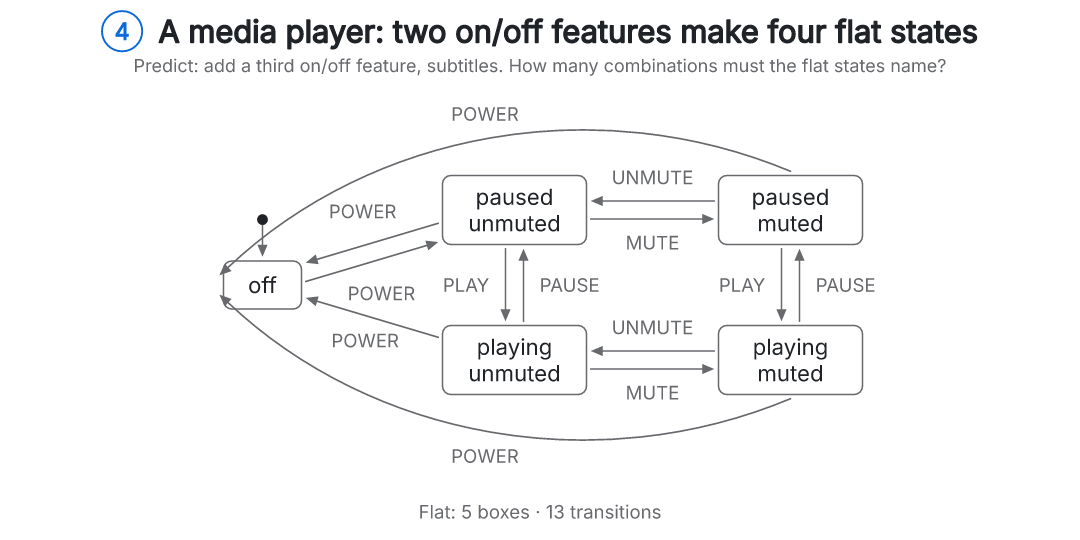 4 A media player: two on/off features make four flat states
Predict: add a third on/off feature, subtitles. How many combinations must the flat states name?
POWER
UNMUTE
paused
unmuted
paused
muted
POWER
MUTE
off
POWER
PLAY
PAUSE
PLAY
PAUSE
UNMUTE
POWER
playing
unmuted
playing
muted
MUTE
POWER
Flat: 5 boxes · 13 transitions